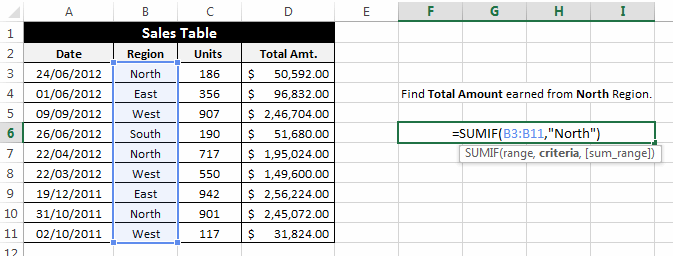 A B C D E F G H I
1 Sales Table
2 Date Region Units Total Amt.
3 24/06/2012 North 186 $ 50,592.00
4 01/06/2012 East 356 $ 96,832.00 Find Total Amount earned from North Region.
5 09/09/2012 West 907 $ 2,46,704.00
6 26/06/2012 South 190 $ 51,680.00 =SUMIF(B3:B11,"North")
7 22/04/2012 North 717 $ 1,95,024.00 SUMIF(range, criteria, [sum_range])
8 22/03/2012 West 550 $ 1,49,600.00
9 19/12/2011 East 942 $ 2,56,224.00
10 31/10/2011 North 901 $ 2,45,072.00
11 02/10/2011 West 117 $ 31,824.00
12